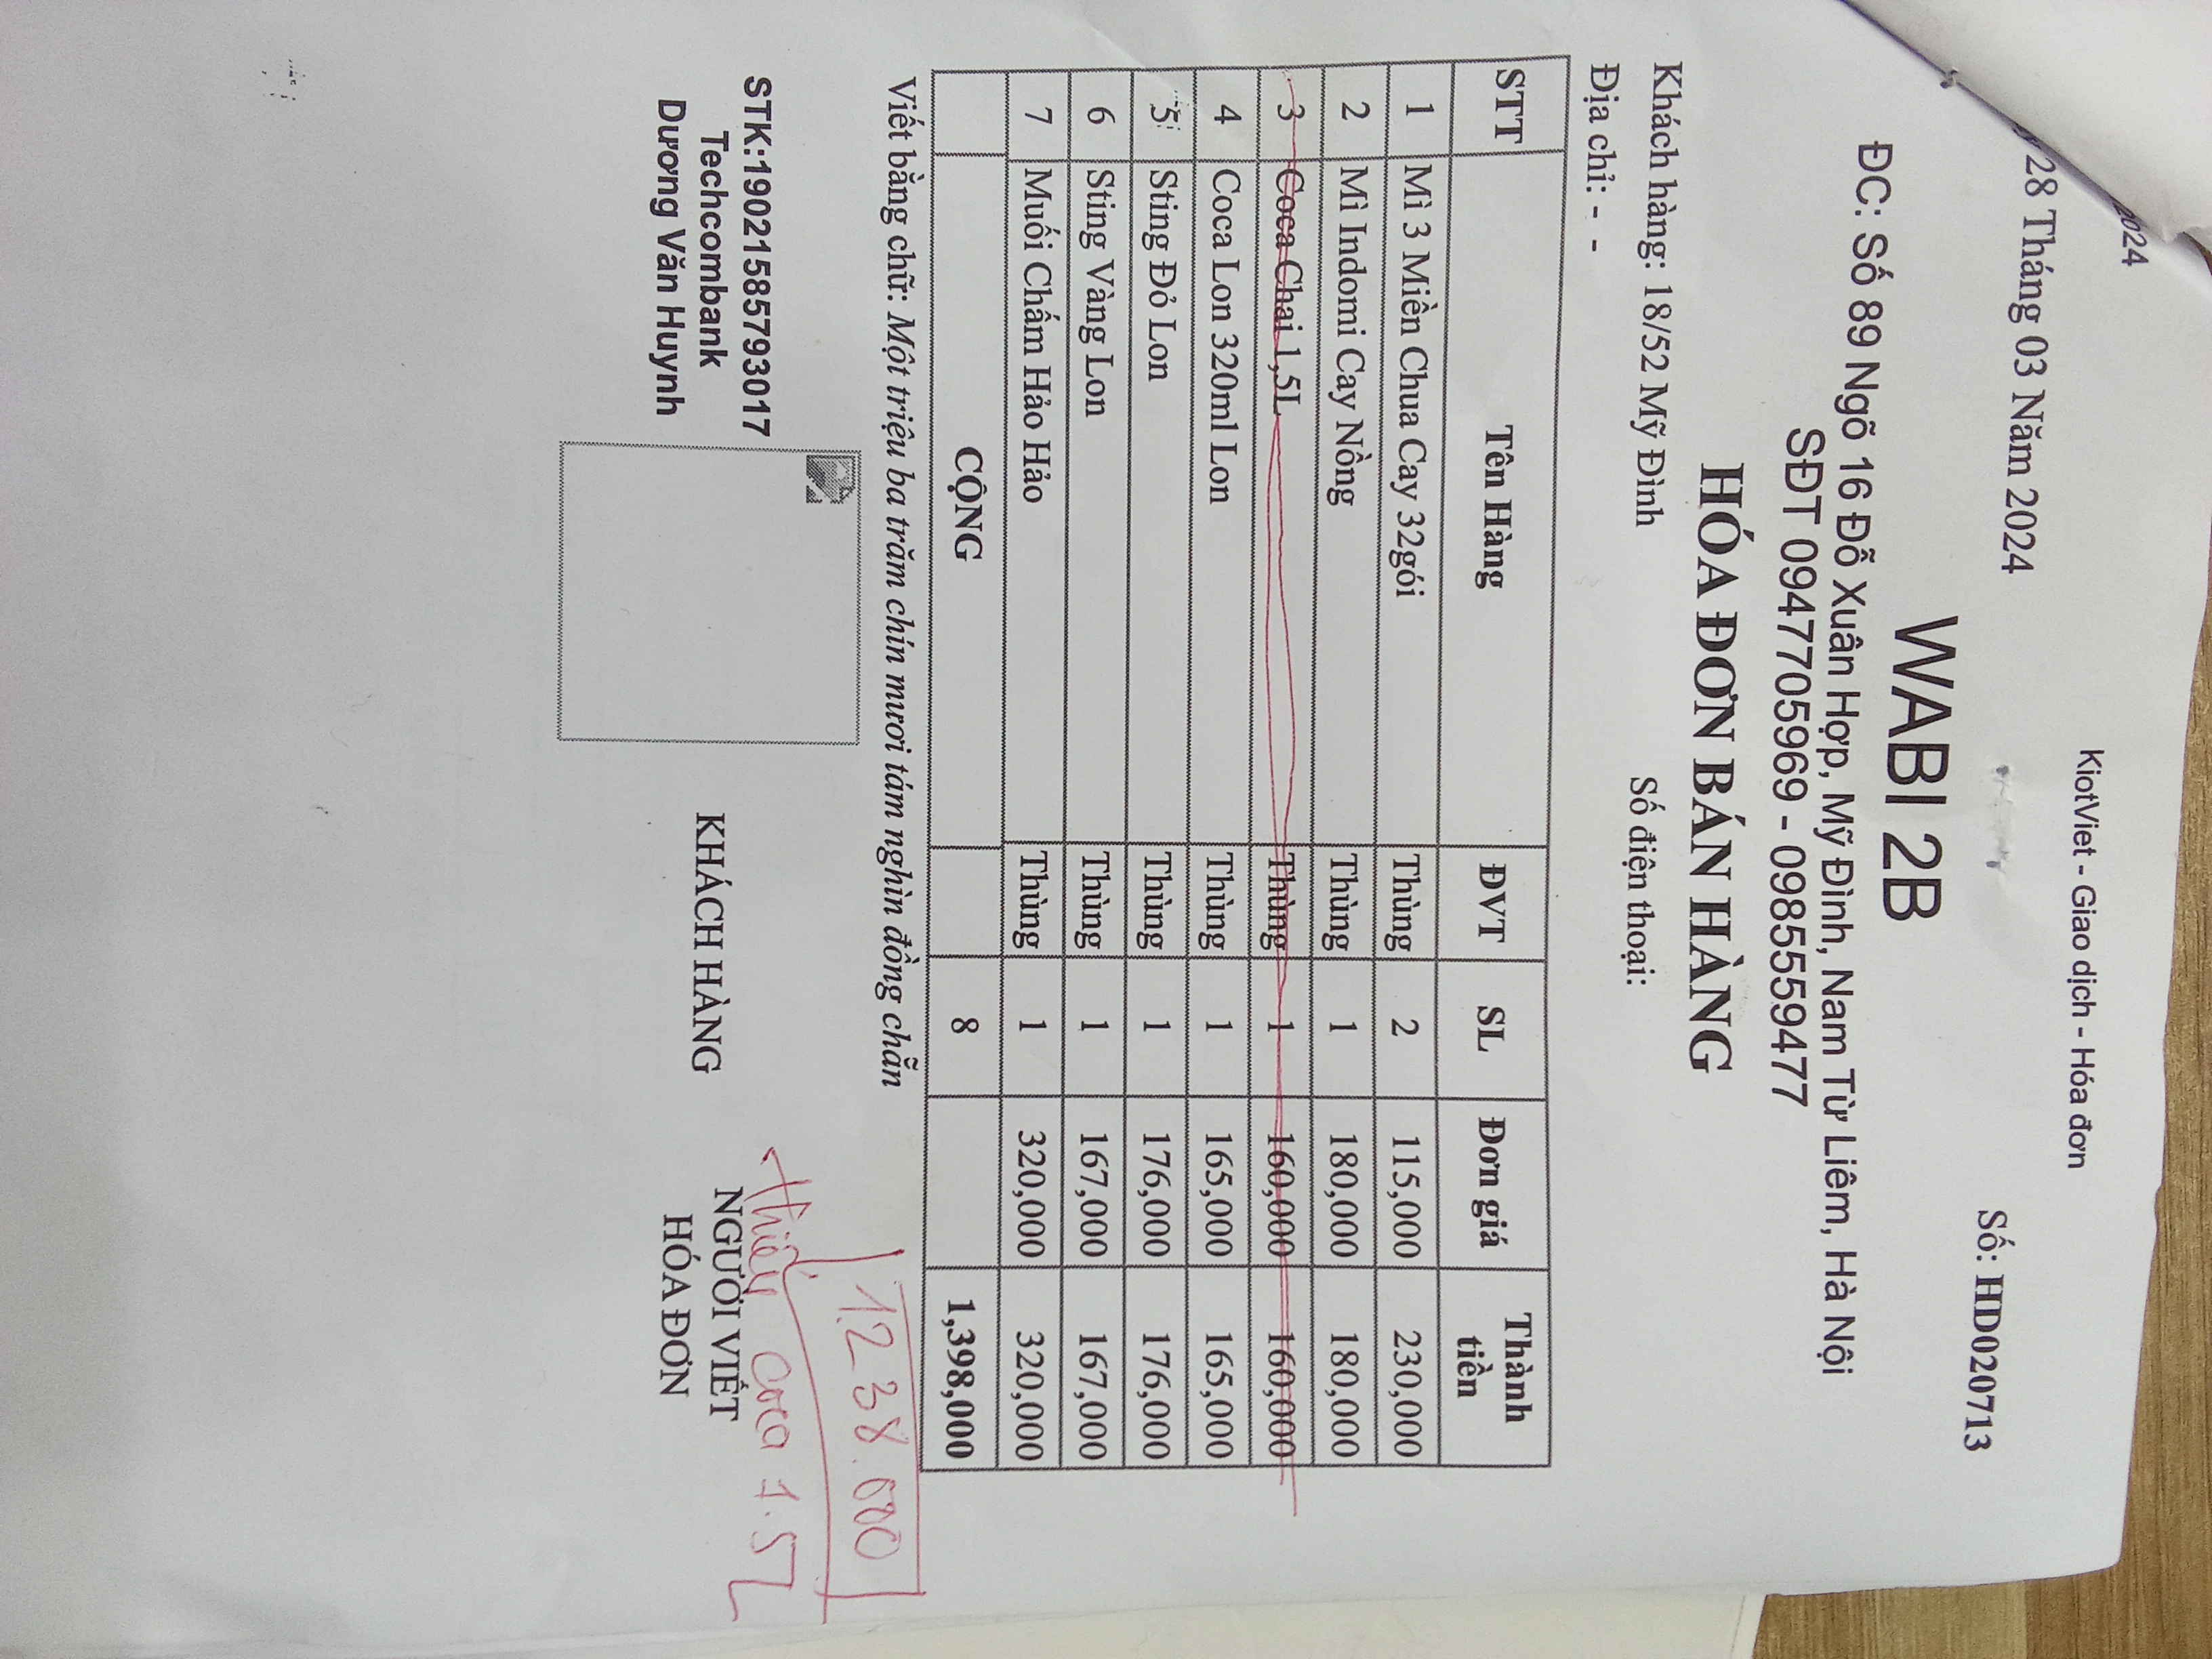 2024
KiotViet - Giao dịch - Hóa đơn
28 Tháng 03 Năm 2024
Số: HD020713
WABI 2B
ĐC: Số 89 Ngõ 16 Đỗ Xuân Hợp, Mỹ Đình, Nam Từ Liêm, Hà Nội
SĐT 0947705969 - 0985559477
HÓA ĐƠN BÁN HÀNG
Khách hàng: 18/52 Mỹ Đình Số điện thoại:
Địa chỉ: - -
STT Tên Hàng ĐVT SL Đơn giá Thành tiền
1 Mì 3 Miền Chua Cay 32gói Thùng 2 115,000 230,000
2 Mì Indomi Cay Nồng Thùng 1 180,000 180,000
3 Coca Chai 1,5L Thùng 1 160,000 160,000
4 Coca Lon 320ml Lon Thùng 1 165,000 165,000
5 Sting Đỏ Lon Thùng 1 176,000 176,000
6 Sting Vàng Lon Thùng 1 167,000 167,000
7 Muối Chấm Hảo Hảo Thùng 1 320,000 320,000
CỘNG 8 1,398,000
Viết bằng chữ: Một triệu ba trăm chín mươi tám nghìn đồng chẵn
1.238.000
thiếu coca 1.5L
STK:19021585793017
Techcombank
Dương Văn Huynh
KHÁCH HÀNG
NGƯỜI VIẾT
HÓA ĐƠN